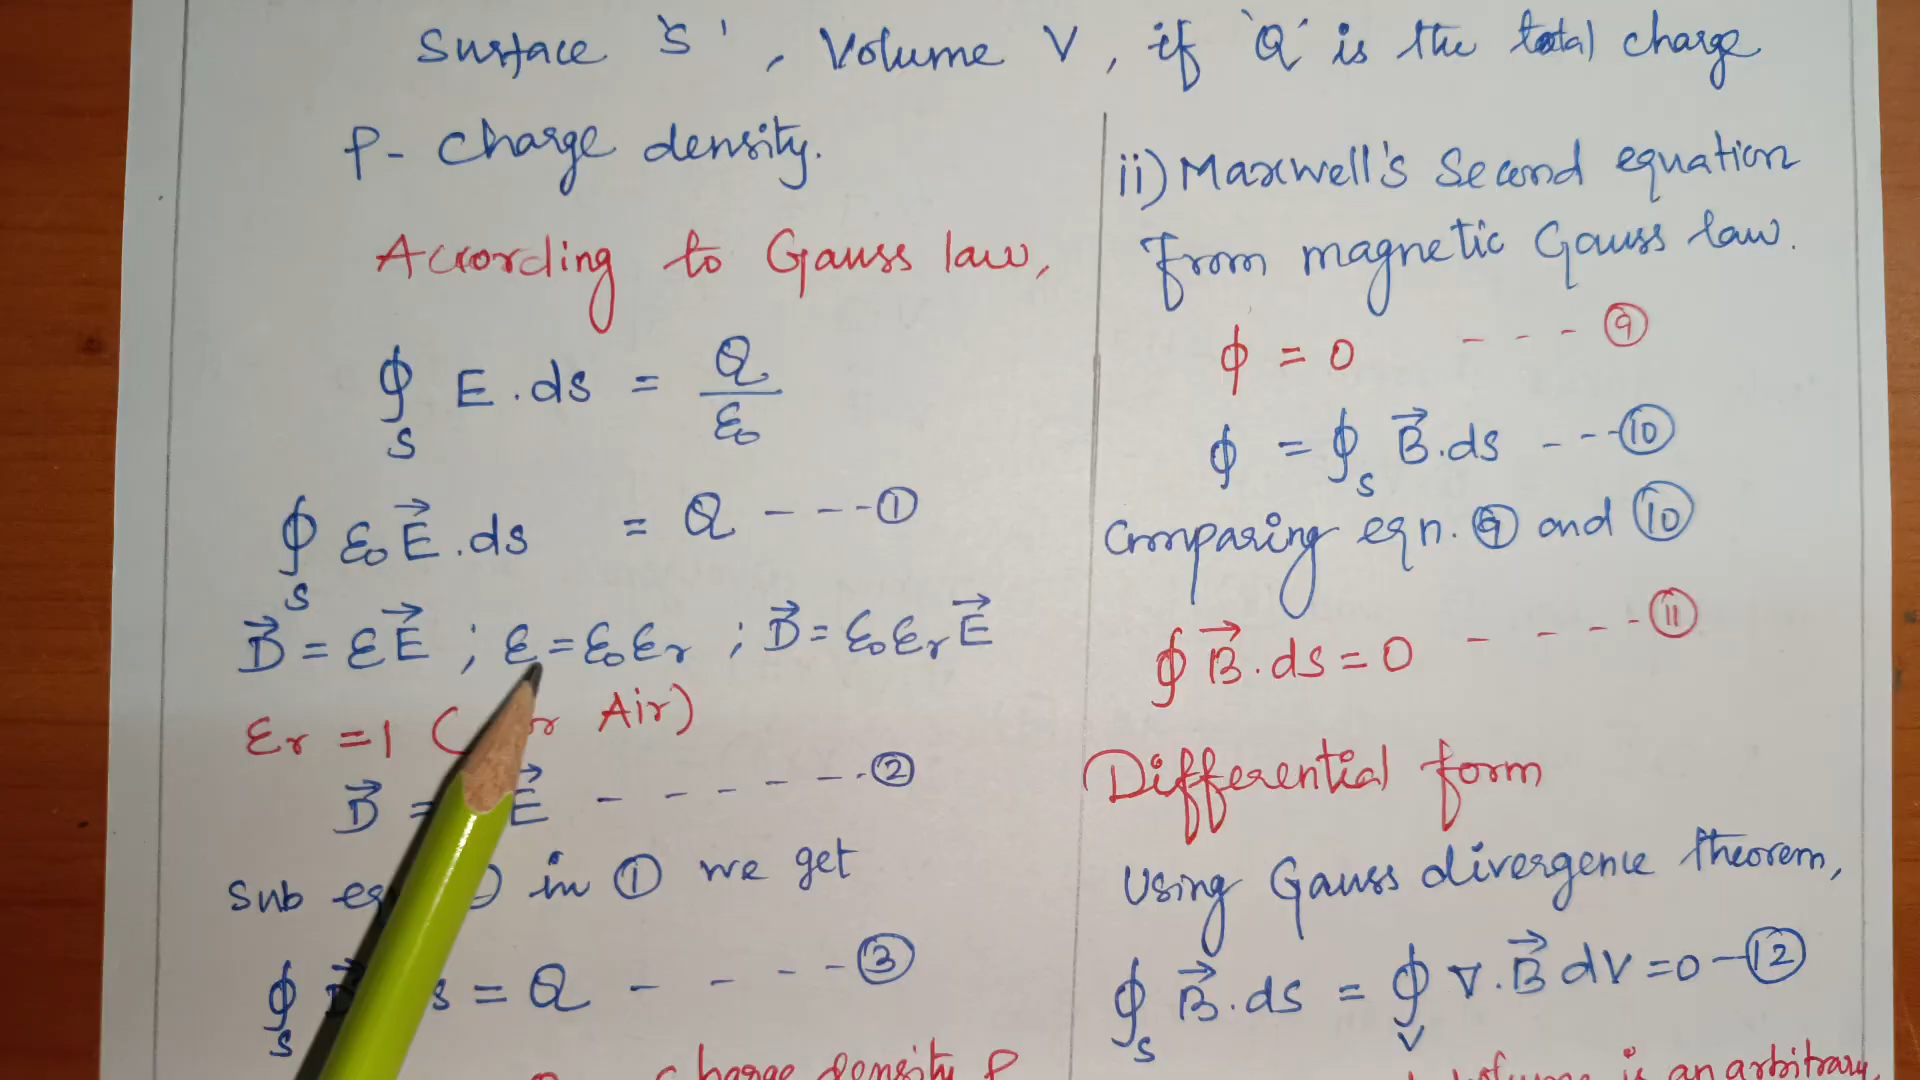 Surface 'S', Volume V, if 'Q' is the total charge
ρ - Charge density.
According to Gauss law,
∮S E.ds = Q/ε₀
∮S ε₀E⃗.ds = Q ---①
D⃗ = εE⃗ ; ε = ε₀εr ; D⃗ = ε₀εrE⃗
εr = 1 ( Air)
D⃗ = E⃗ ------②
Sub in ① we get
∮S = Q ----③
charge density ρ
ii) Maxwell's Second equation
From magnetic Gauss law.
ϕ = 0 ---⑨
ϕ = ∮S B⃗.ds ---⑩
Comparing eqn. ⑨ and ⑩
∮ B⃗.ds = 0 ----⑪
Differential form
Using Gauss divergence theorem,
∮S B⃗.ds = ∮V ∇.B⃗ dV = 0 -⑫
volume is an arbitrary,